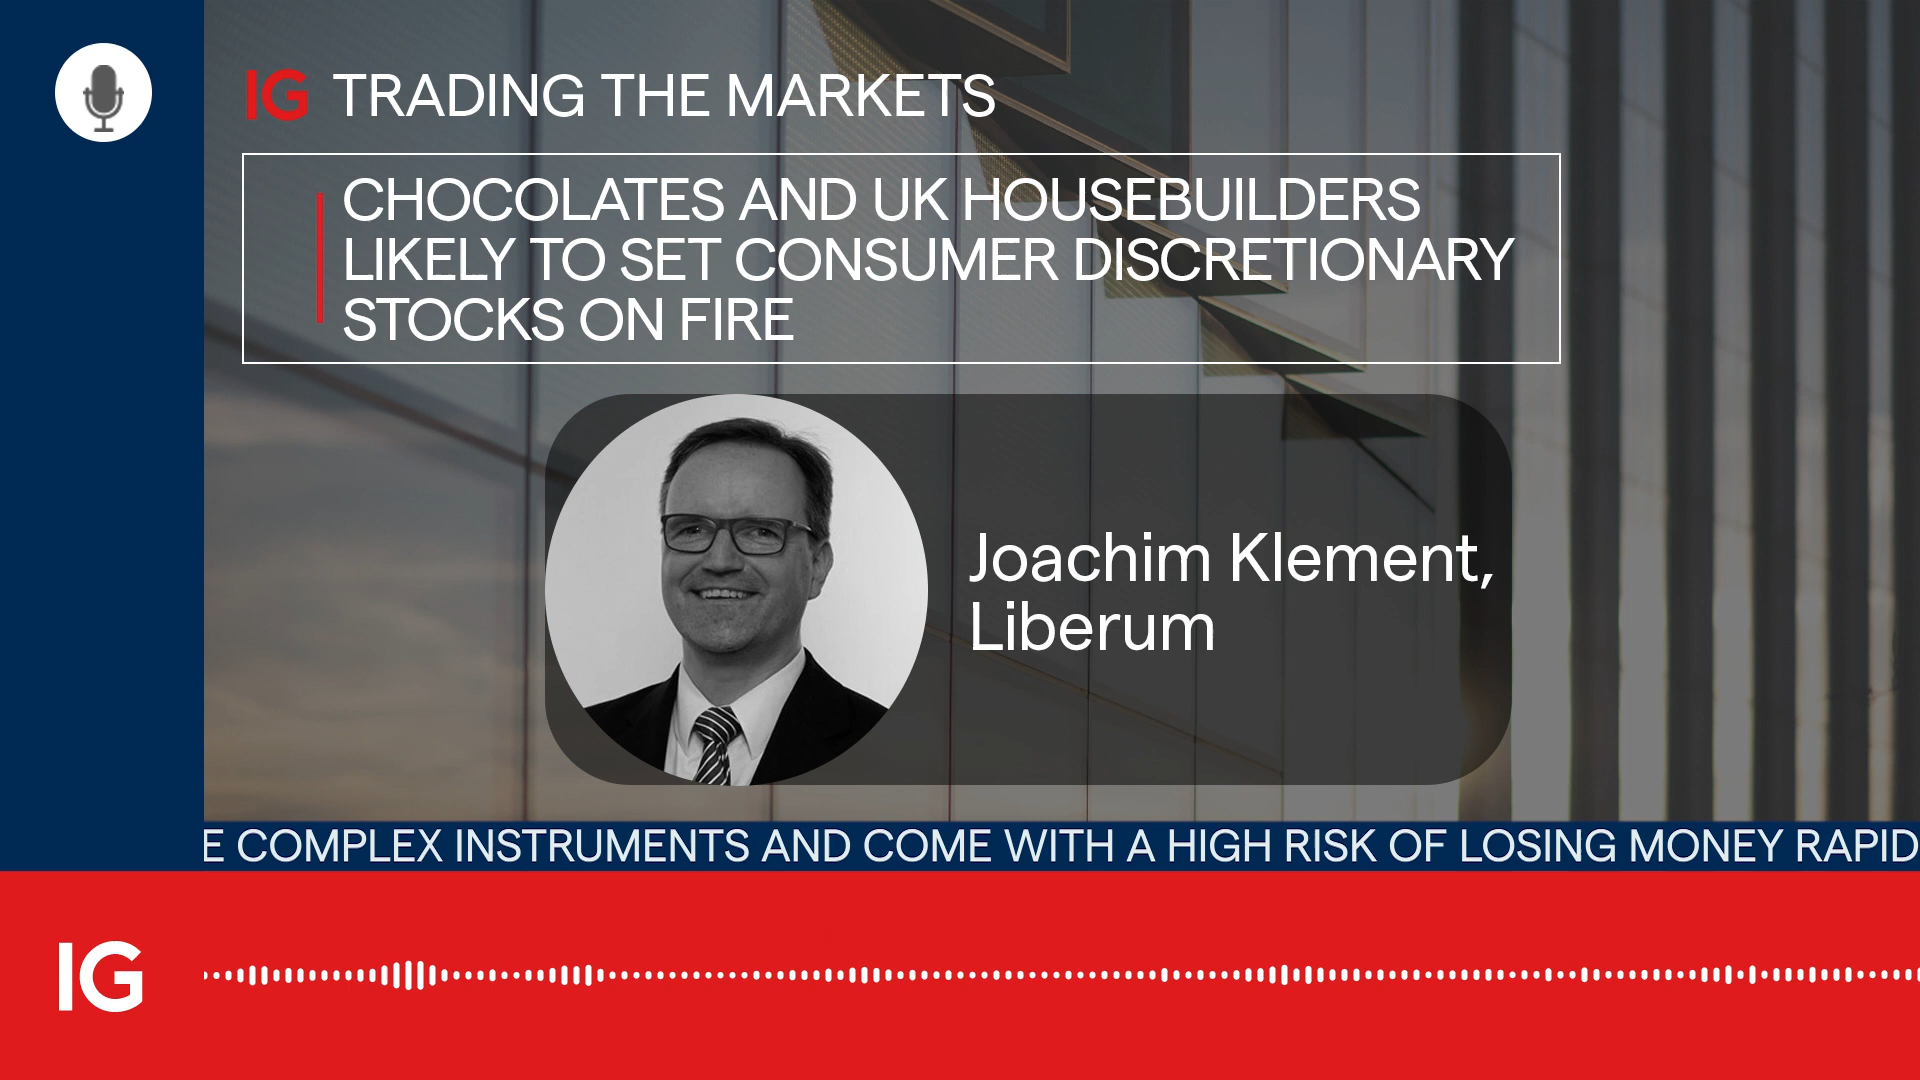 IG TRADING THE MARKETS
CHOCOLATES AND UK HOUSEBUILDERS
LIKELY TO SET CONSUMER DISCRETIONARY
STOCKS ON FIRE
Joachim Klement,
Liberum
E COMPLEX INSTRUMENTS AND COME WITH A HIGH RISK OF LOSING MONEY RAPID
IG